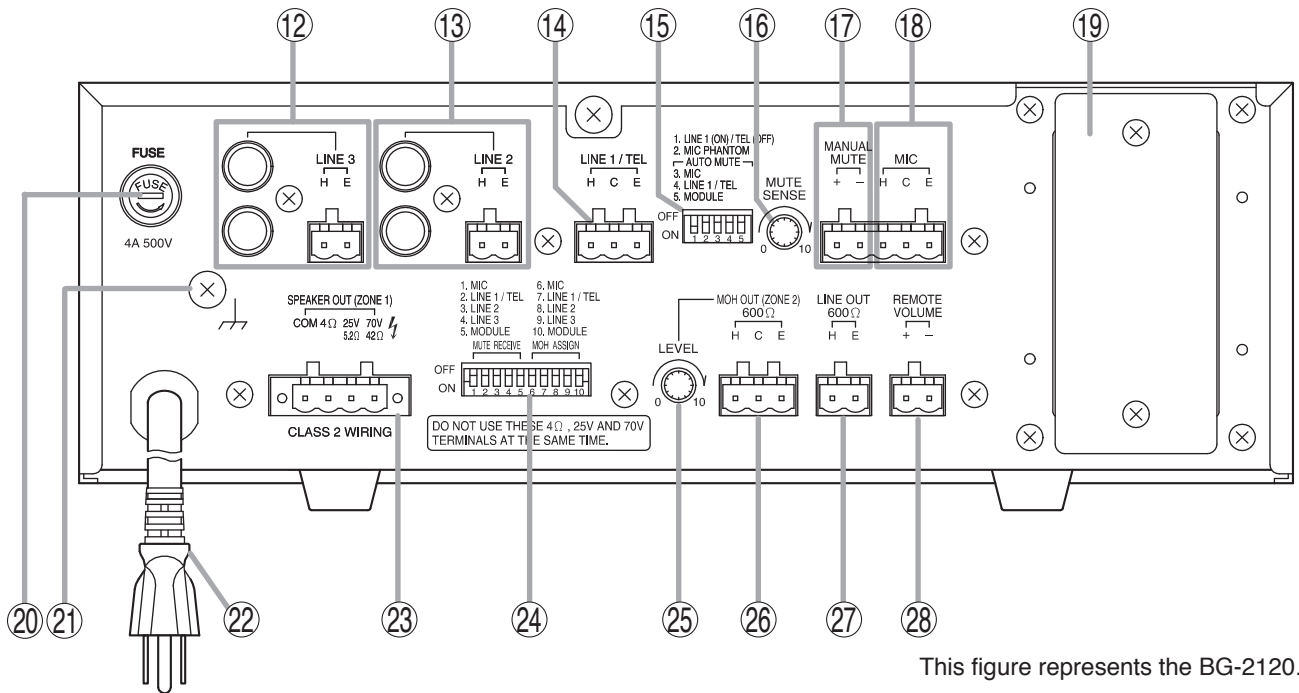 ⑫ ⑬ ⑭ ⑮ ⑯ ⑰ ⑱ ⑲
FUSE
FUSE
4A 500V
LINE 3
H E
LINE 2
H E
LINE 1 / TEL
H C E
1. LINE 1 (ON) / TEL (OFF)
2. MIC PHANTOM
AUTO MUTE
3. MIC
4. LINE 1 / TEL
5. MODULE
OFF
ON
1 2 3 4 5
MUTE
SENSE
0 10
MANUAL
MUTE
+ −
MIC
H C E
SPEAKER OUT (ZONE 1)
COM 4Ω 25V 70V
5.2Ω 42Ω
CLASS 2 WIRING
1. MIC
2. LINE 1 / TEL
3. LINE 2
4. LINE 3
5. MODULE
MUTE RECEIVE
6. MIC
7. LINE 1 / TEL
8. LINE 2
9. LINE 3
10. MODULE
MOH ASSIGN
OFF
ON
1 2 3 4 5 6 7 8 9 10
DO NOT USE THESE 4Ω , 25V AND 70V
TERMINALS AT THE SAME TIME.
LEVEL
0 10
MOH OUT (ZONE 2)
600Ω
H C E
LINE OUT
600Ω
H E
REMOTE
VOLUME
+ −
⑳ ㉑ ㉒ ㉓ ㉔ ㉕ ㉖ ㉗ ㉘
This figure represents the BG-2120.